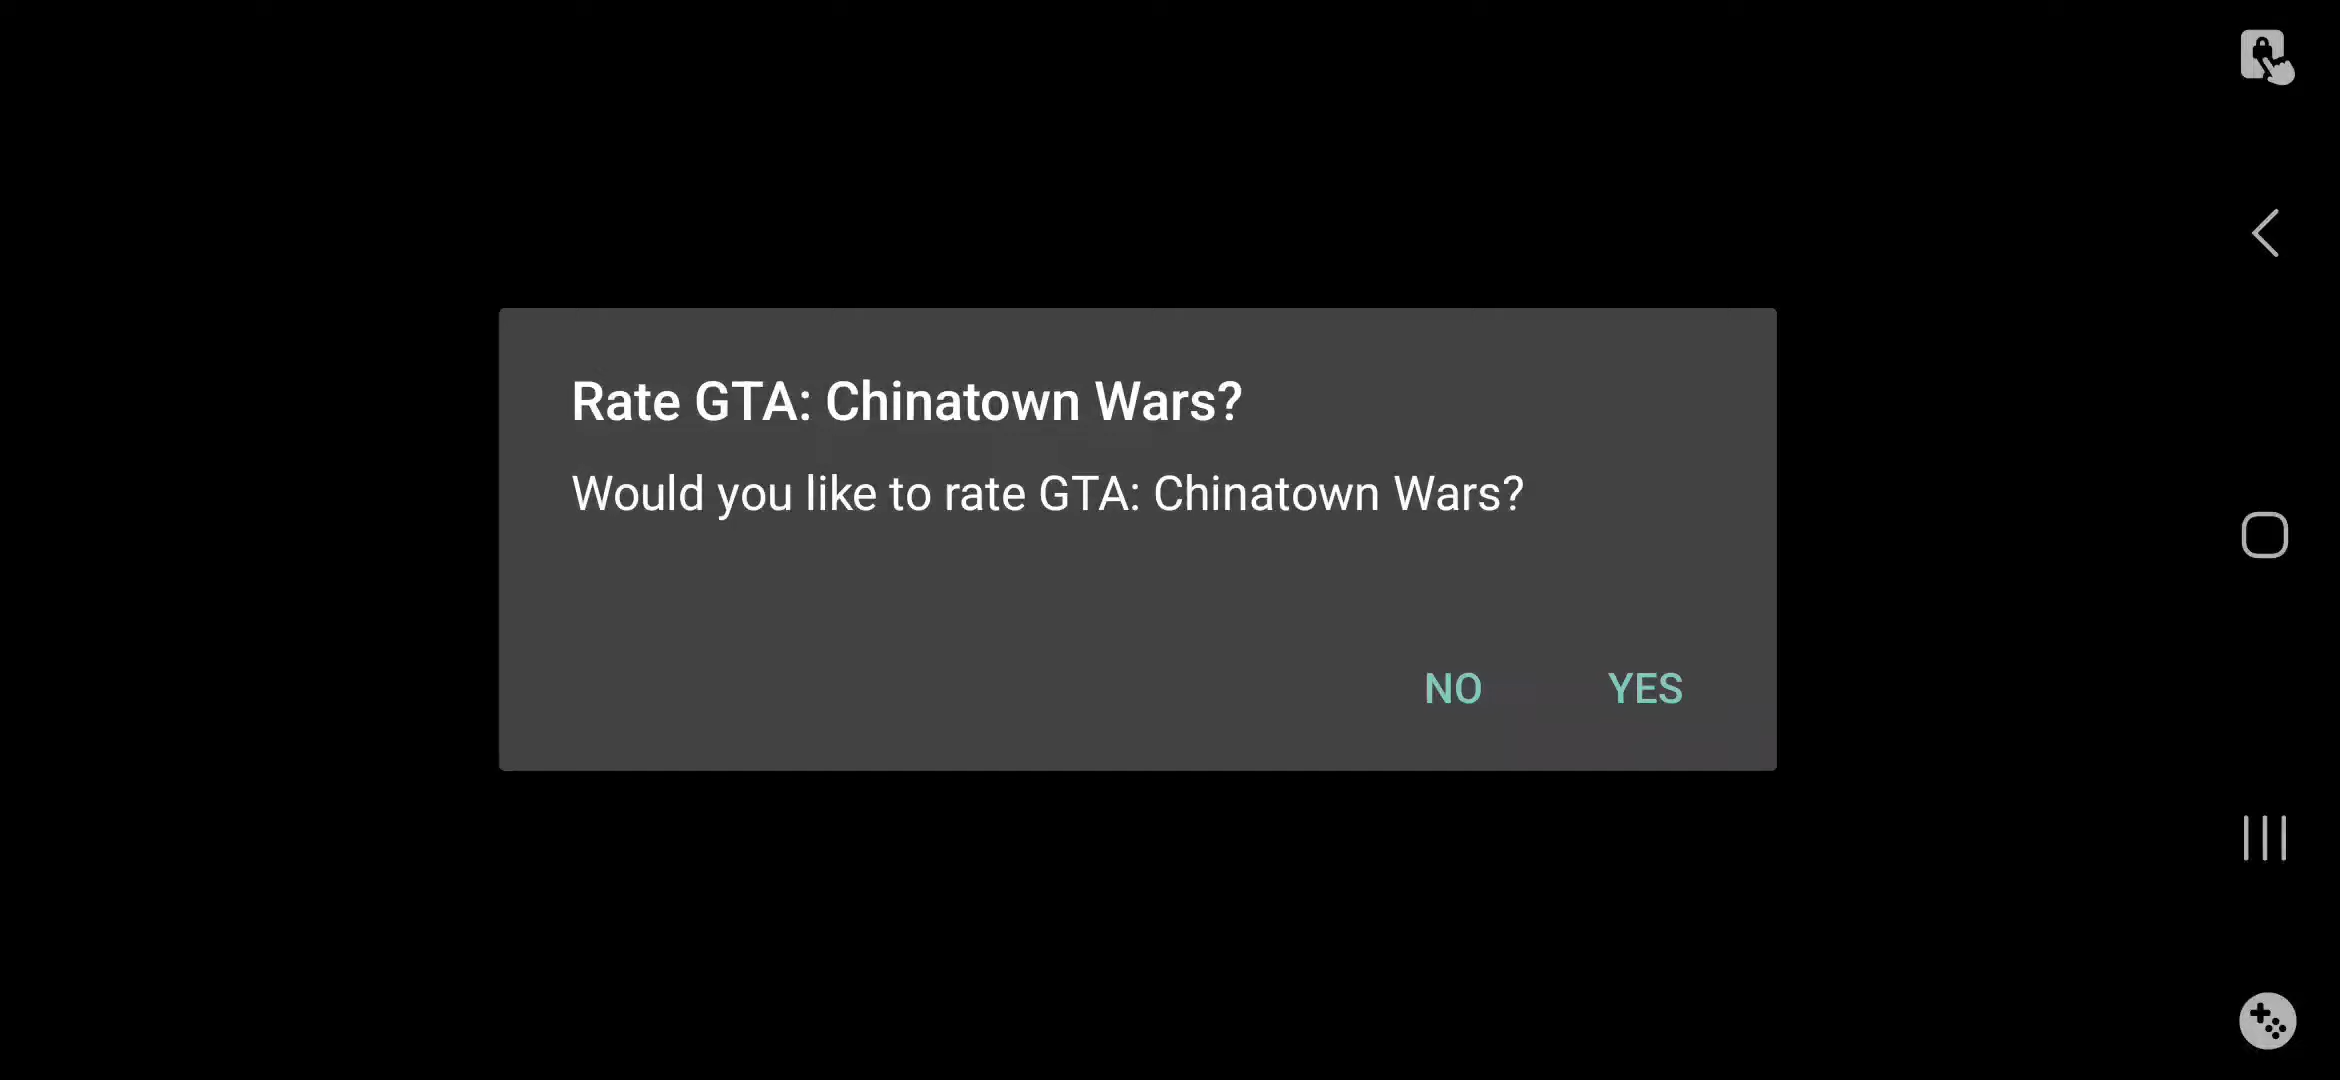 Rate GTA: Chinatown Wars?
Would you like to rate GTA: Chinatown Wars?
NO YES